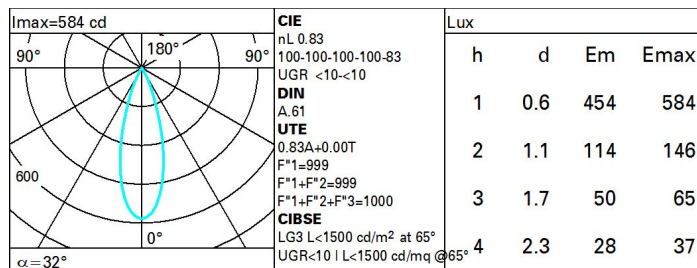 Imax=584 cd
90° 180° 90°
600
0°
α=32°
CIE
nL 0.83
100-100-100-100-83
UGR <10-<10
DIN
A.61
UTE
0.83A+0.00T
F"1=999
F"1+F"2=999
F"1+F"2+F"3=1000
CIBSE
LG3 L<1500 cd/m² at 65°
UGR<10 | L<1500 cd/mq @65°
Lux
h d Em Emax
1 0.6 454 584
2 1.1 114 146
3 1.7 50 65
4 2.3 28 37